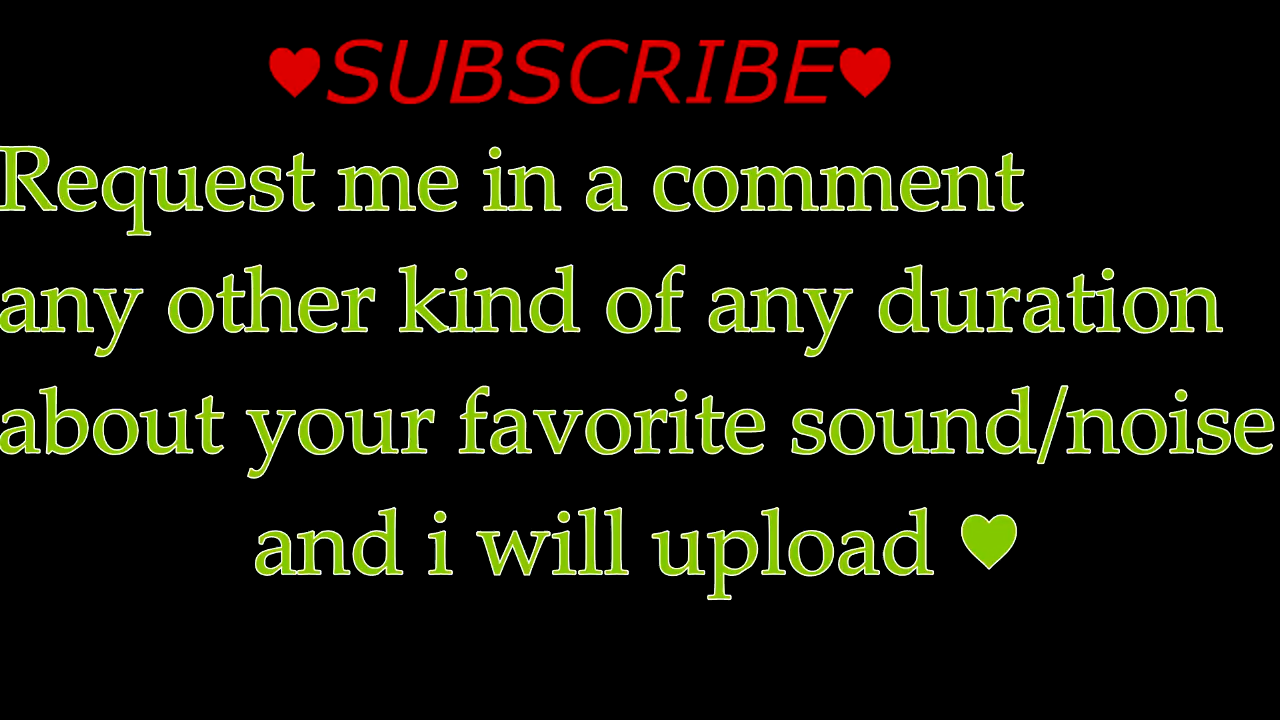 ♥SUBSCRIBE♥
Request me in a comment
any other kind of any duration
about your favorite sound/noise
and i will upload ♥